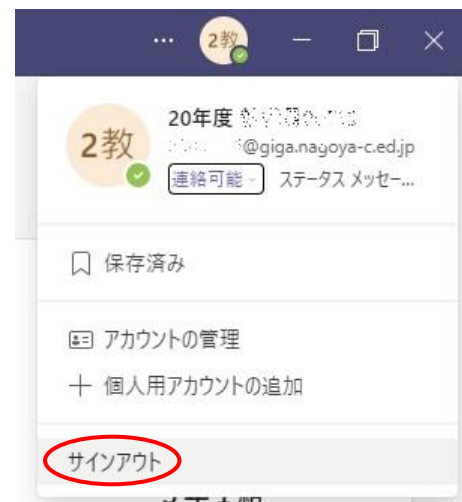 2教
20年度
2教
@giga.nagoya-c.ed.jp
連絡可能 ステータス メッセー...
保存済み
アカウントの管理
個人用アカウントの追加
サインアウト